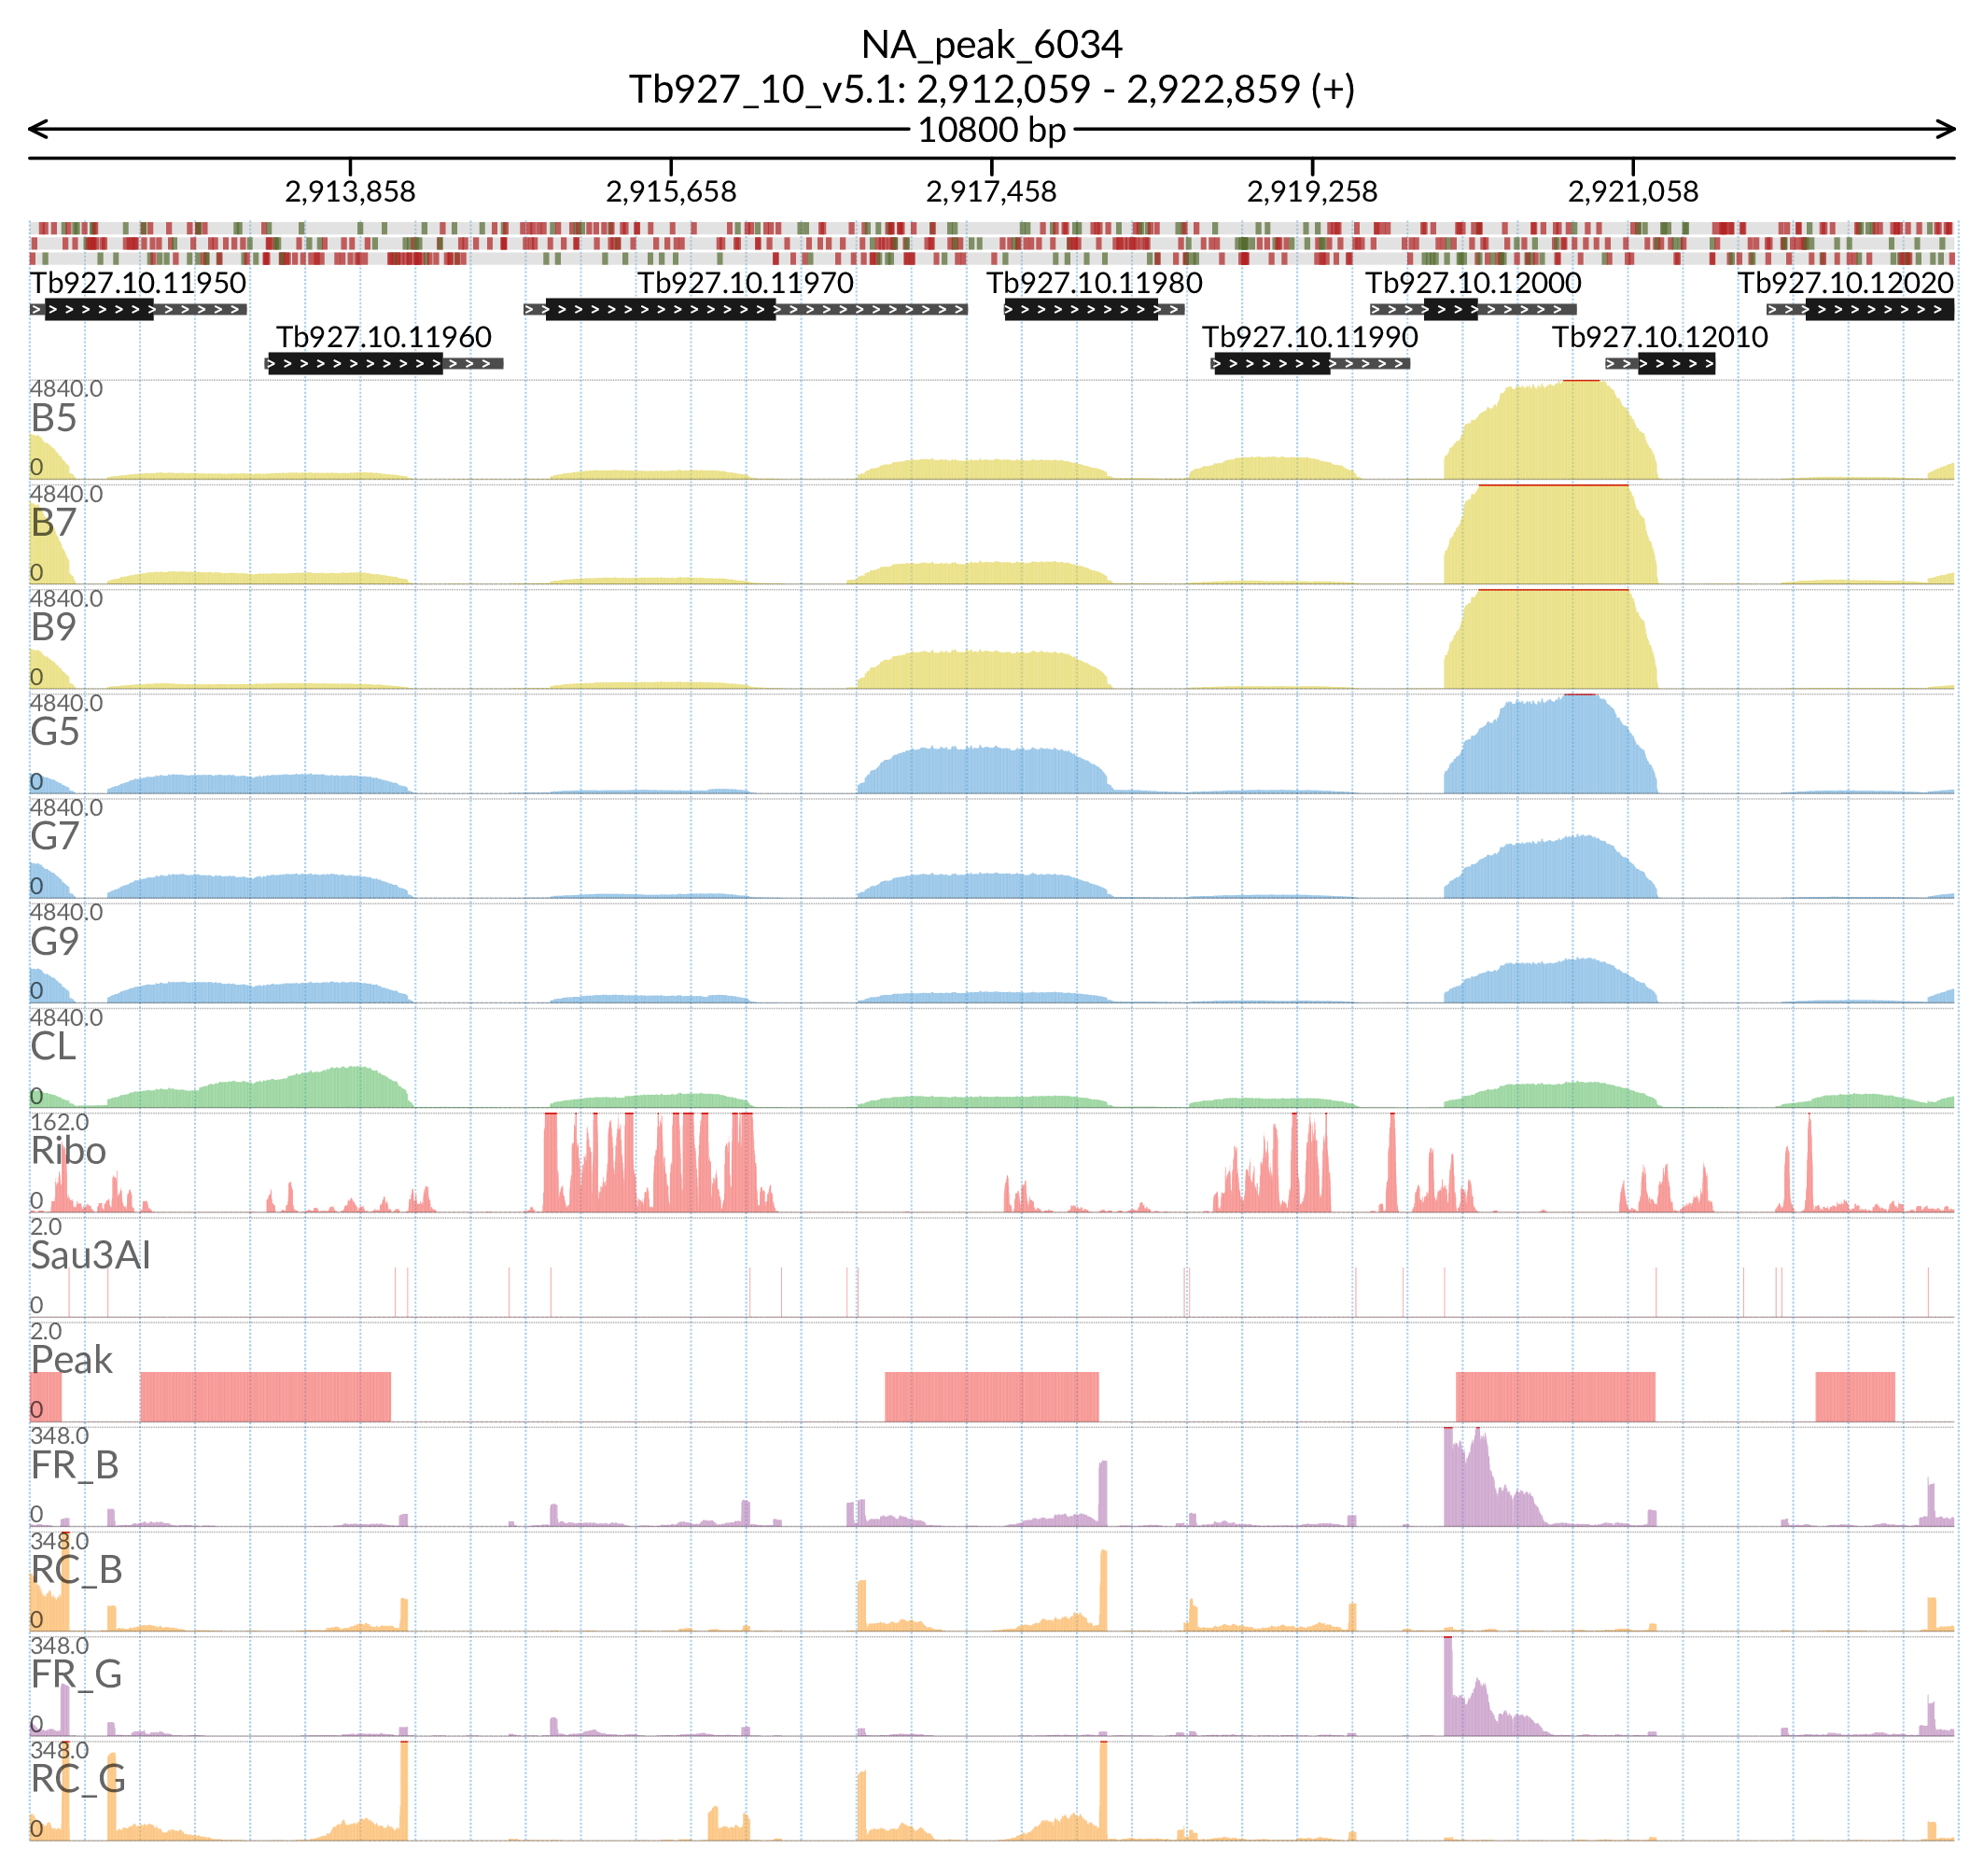 NA_peak_6034
Tb927_10_v5.1: 2,912,059 - 2,922,859 (+)
10800 bp
2,913,858 2,915,658 2,917,458 2,919,258 2,921,058
Tb927.10.11950 Tb927.10.11970 Tb927.10.11980 Tb927.10.12000 Tb927.10.12020
Tb927.10.11960 Tb927.10.11990 Tb927.10.12010
4840.0
B5
0
4840.0
B7
0
4840.0
B9
0
4840.0
G5
0
4840.0
G7
0
4840.0
G9
0
4840.0
CL
0
162.0
Ribo
0
2.0
Sau3AI
0
2.0
Peak
0
348.0
FR_B
0
348.0
RC_B
0
348.0
FR_G
0
348.0
RC_G
0